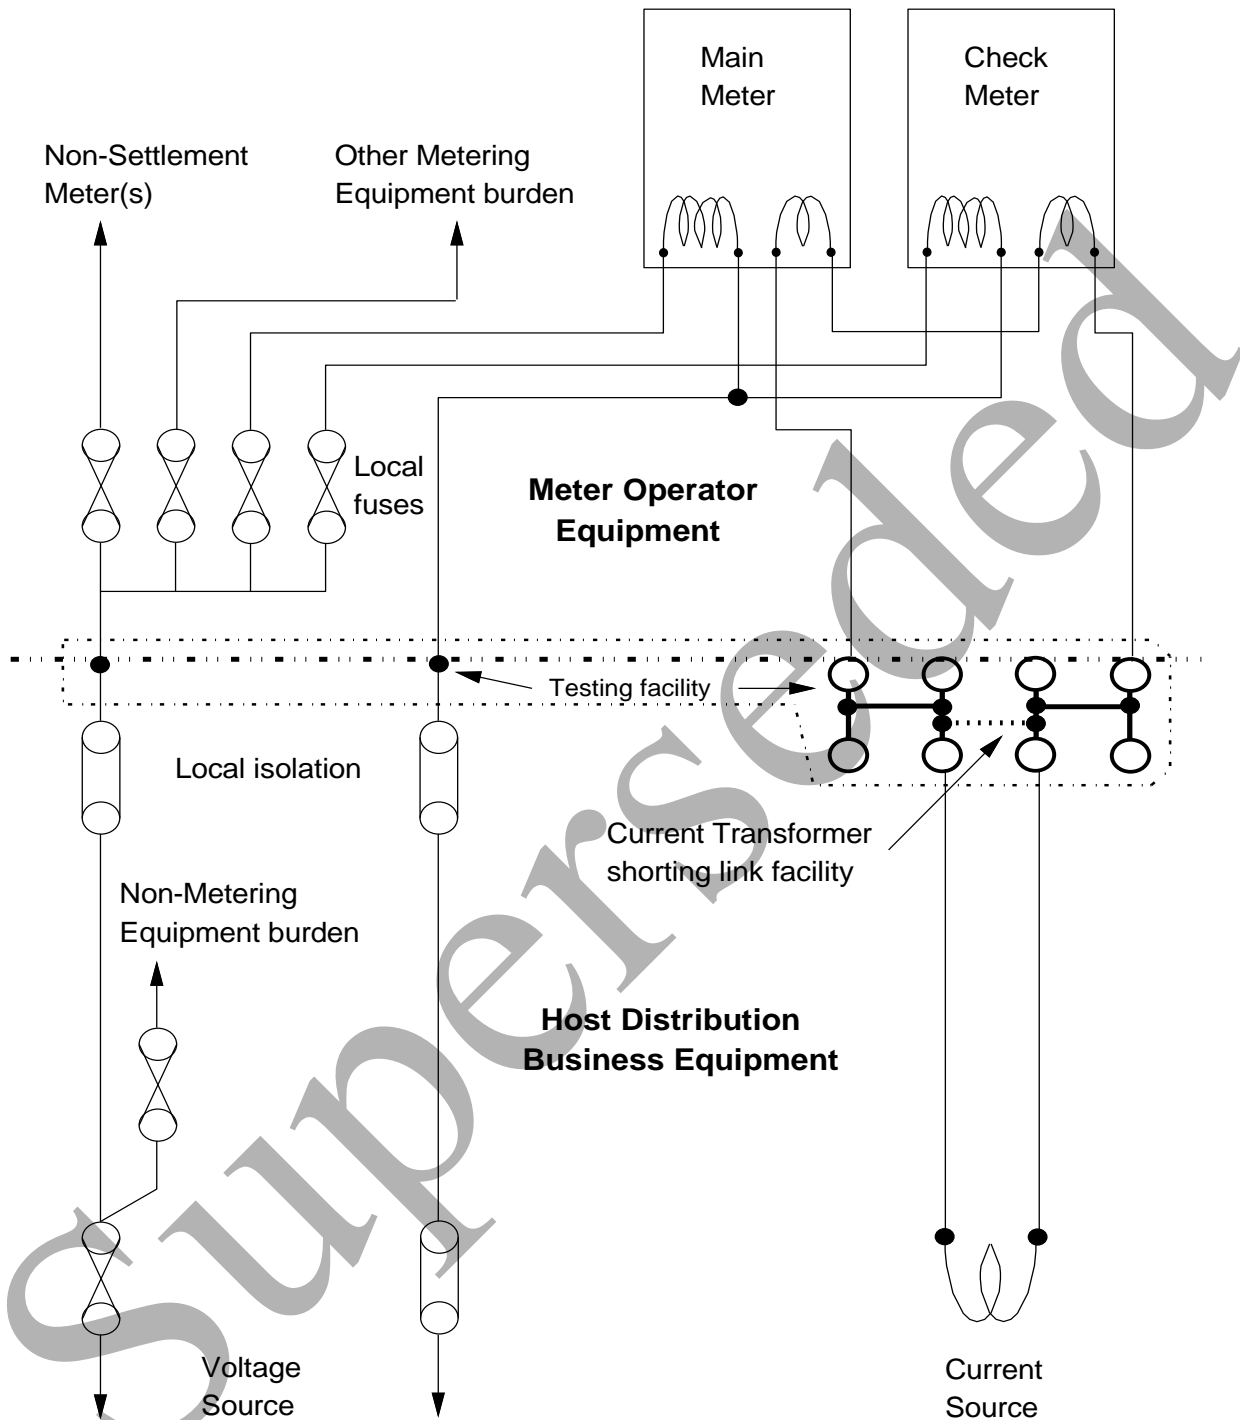 Main
Meter
Check
Meter
Non-Settlement
Meter(s)
Other Metering
Equipment burden
Local
fuses
Meter Operator
Equipment
Testing facility
Local isolation
Current Transformer
shorting link facility
Non-Metering
Equipment burden
Host Distribution
Business Equipment
Voltage
Source
Current
Source
Superseded